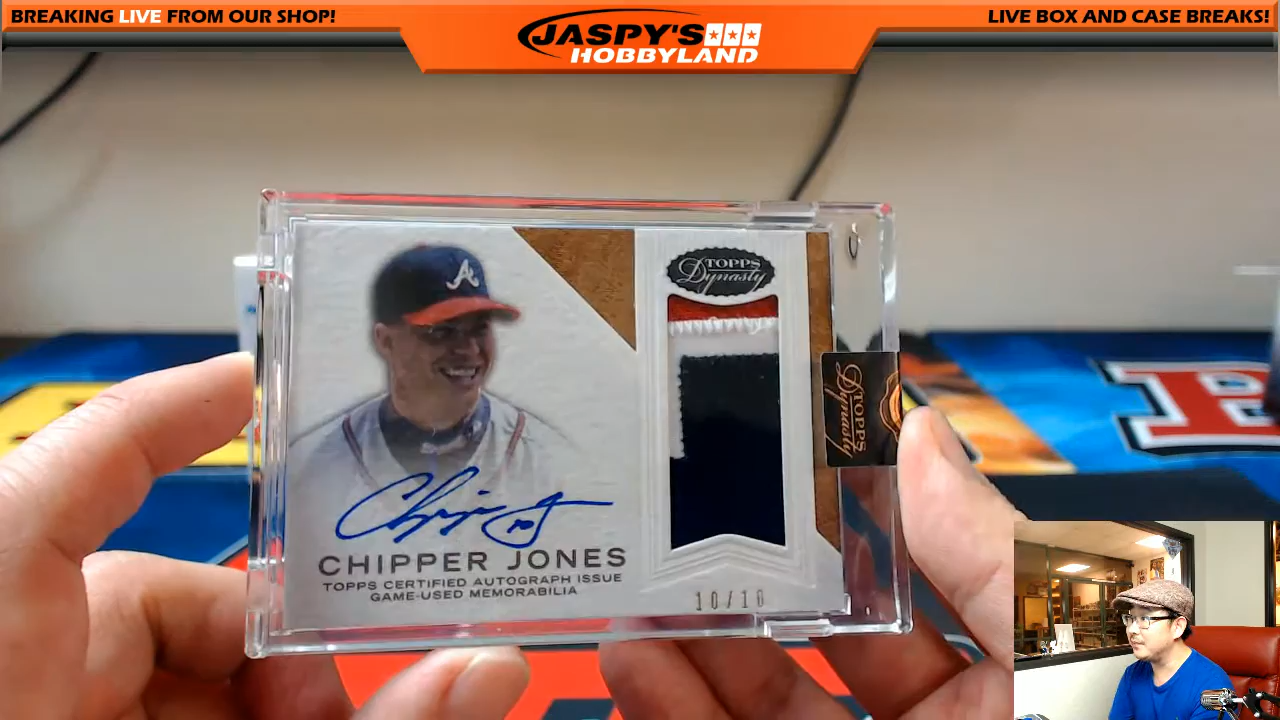 BREAKING LIVE FROM OUR SHOP!
JASPY'S
HOBBYLAND
LIVE BOX AND CASE BREAKS!
A
TOPPS
Dynasty
TOPPS
Dynasty
CHIPPER JONES
TOPPS CERTIFIED AUTOGRAPH ISSUE
GAME-USED MEMORABILIA
10/10